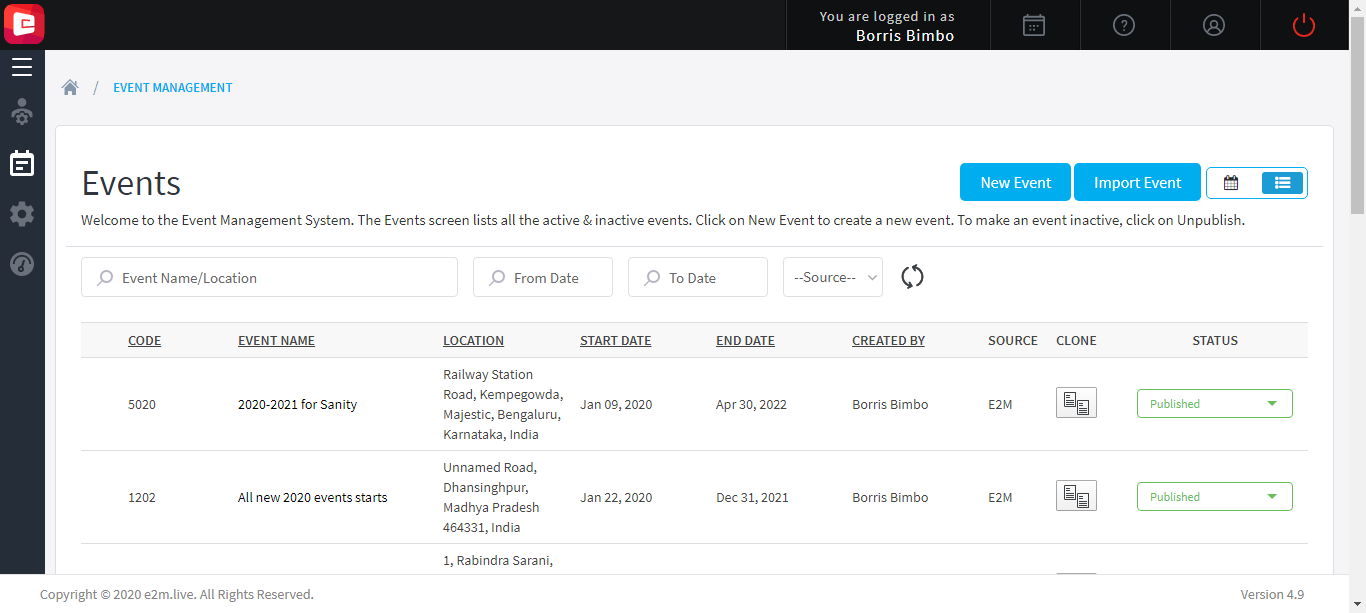 You are logged in as
Borris Bimbo
/ EVENT MANAGEMENT
Events
New Event
Import Event
Welcome to the Event Management System. The Events screen lists all the active & inactive events. Click on New Event to create a new event. To make an event inactive, click on Unpublish.
Event Name/Location
From Date
To Date
--Source--
CODE EVENT NAME LOCATION START DATE END DATE CREATED BY SOURCE CLONE STATUS
Railway Station
Road, Kempegowda,
5020 2020-2021 for Sanity Jan 09, 2020 Apr 30, 2022 Borris Bimbo E2M Published
Majestic, Bengaluru,
Karnataka, India
Unnamed Road,
Dhansinghpur,
1202 All new 2020 events starts Jan 22, 2020 Dec 31, 2021 Borris Bimbo E2M Published
Madhya Pradesh
464331, India
1, Rabindra Sarani,
Copyright © 2020 e2m.live. All Rights Reserved.
Version 4.9